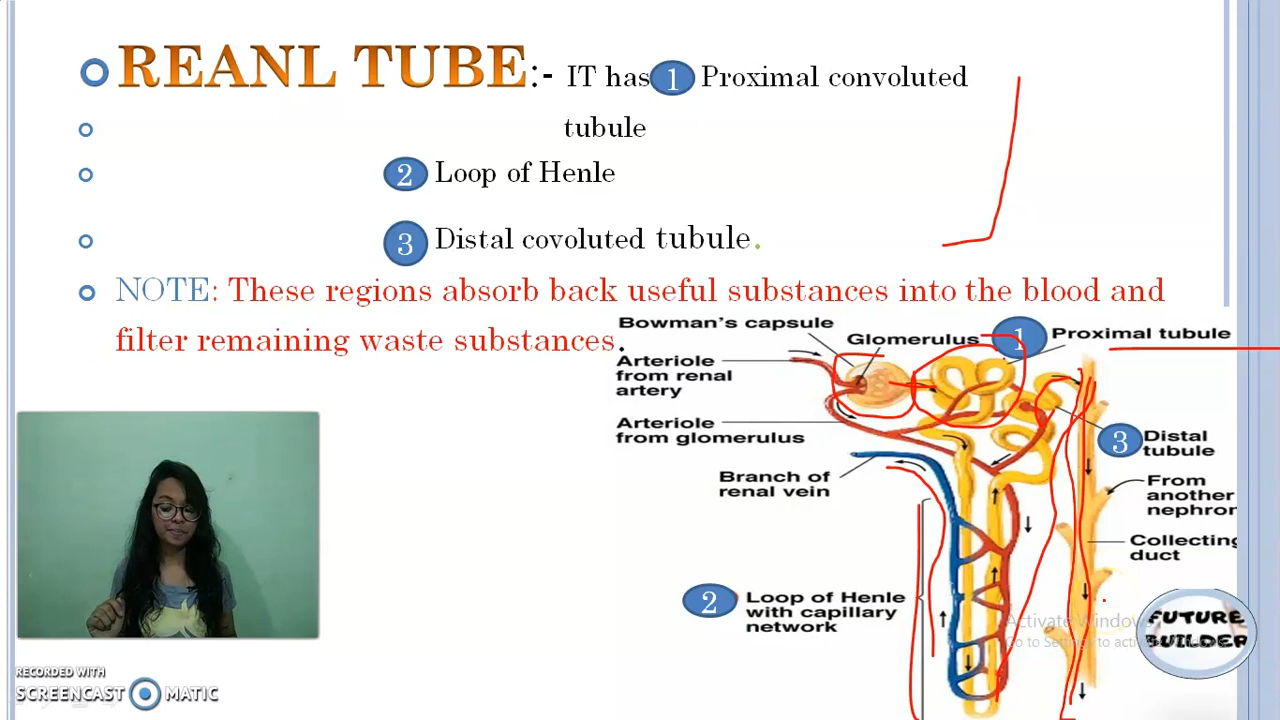 REANL TUBE:- IT has 1 Proximal convoluted
tubule
2 Loop of Henle
3 Distal covoluted tubule.
NOTE: These regions absorb back useful substances into the blood and
filter remaining waste substances.
Bowman's capsule
Glomerulus
1 Proximal tubule
Arteriole
from renal
artery
Arteriole
from glomerulus
3 Distal
tubule
Branch of
renal vein
From
another
nephron
Collecting
duct
2 Loop of Henle
with capillary
network
Activate Windows
Go to Settings to activate Windows.
FUTURE
BUILDER
RECORDED WITH
SCREENCAST MATIC